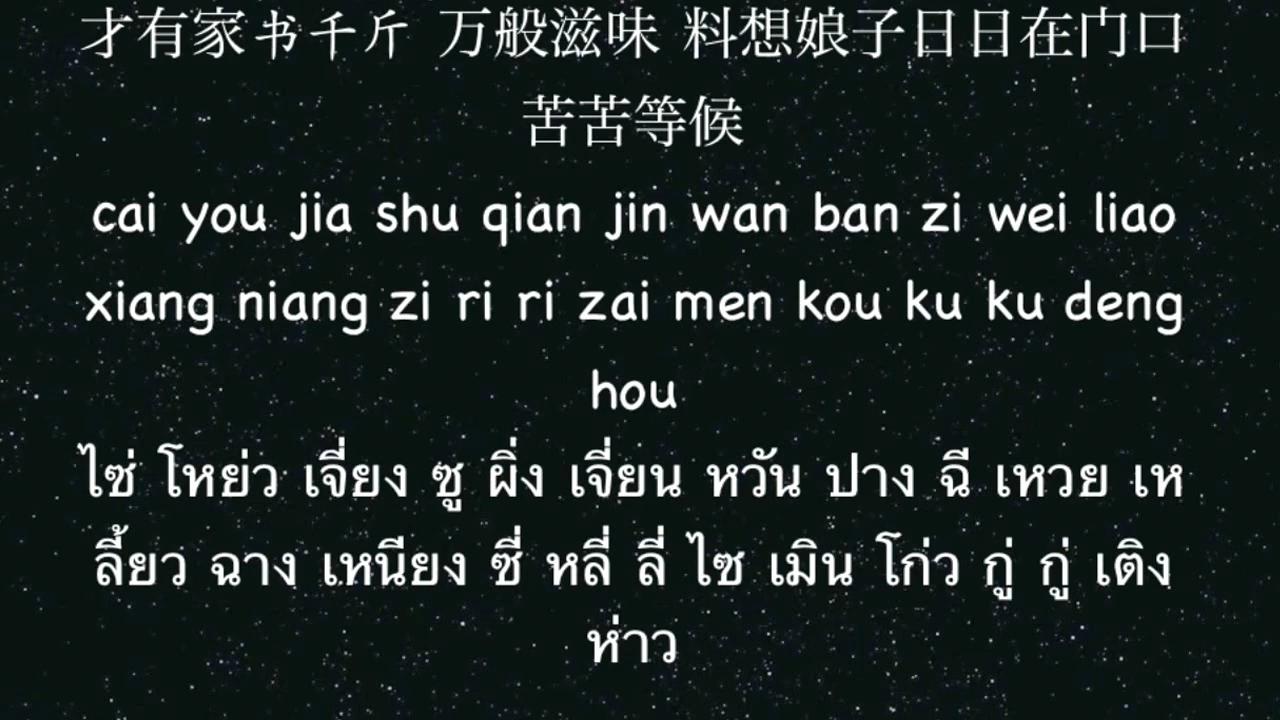 才有家书千斤 万般滋味 料想娘子日日在门口
苦苦等候
cai you jia shu qian jin wan ban zi wei liao
xiang niang zi ri ri zai men kou ku ku deng
hou
ไซ่ โหย่ว เจี่ยง ซู ผิ่ง เจี่ยน หวัน ปาง ฉี เหวย เห
ลี้ยว ฉาง เหนียง ซี่ หลี่ ลี่ ไซ เมิน โก่ว กู่ กู่ เติง
ห่าว